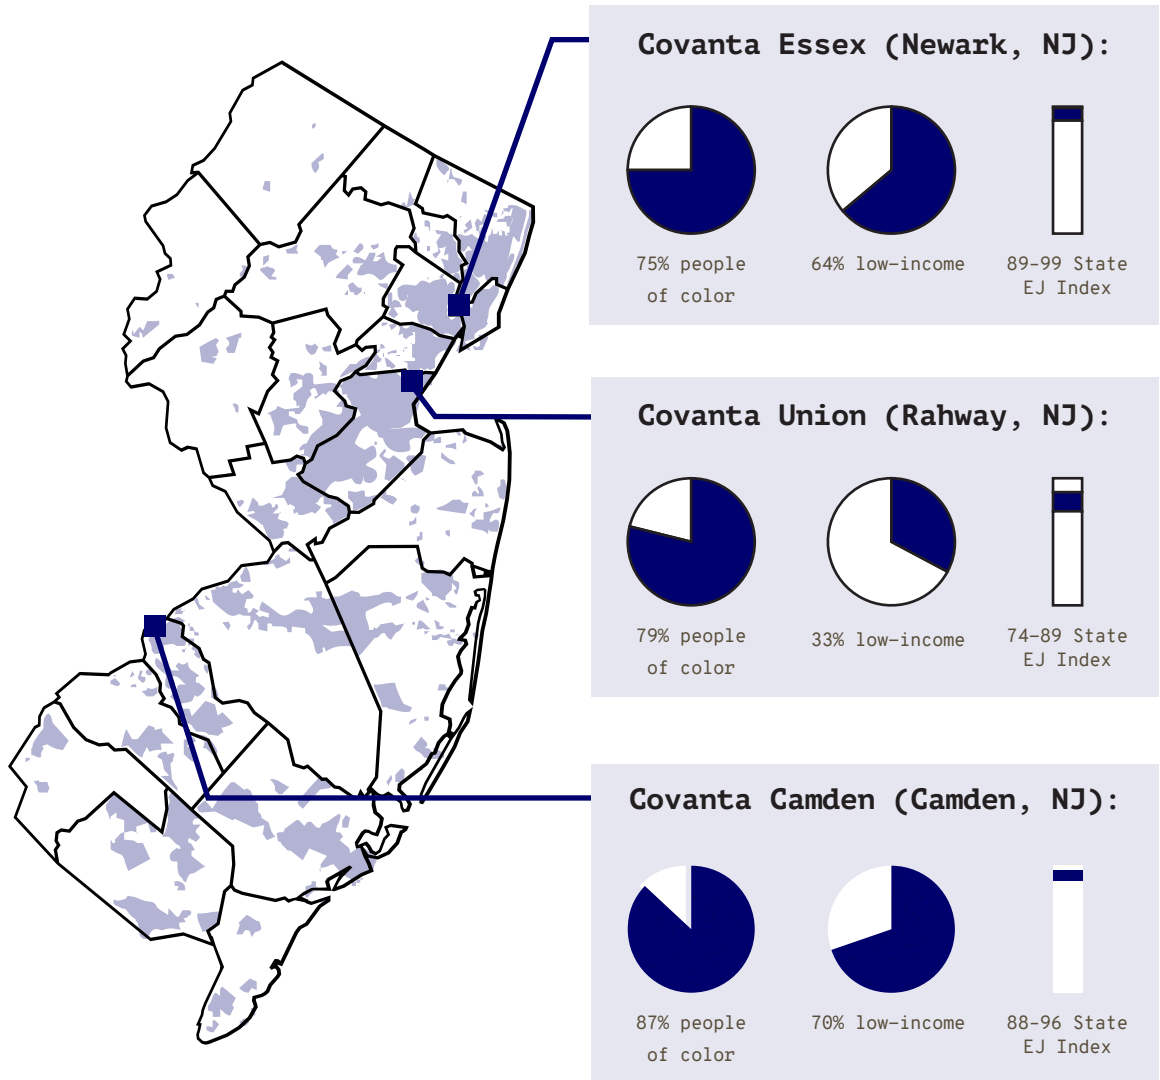 Covanta Essex (Newark, NJ):
75% people
of color
64% low-income
89-99 State
EJ Index
Covanta Union (Rahway, NJ):
79% people
of color
33% low-income
74-89 State
EJ Index
Covanta Camden (Camden, NJ):
87% people
of color
70% low-income
88-96 State
EJ Index